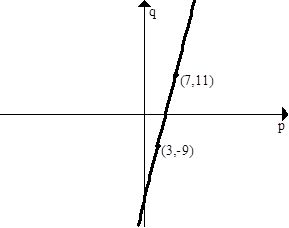 q
(7,11)
p
(3,-9)